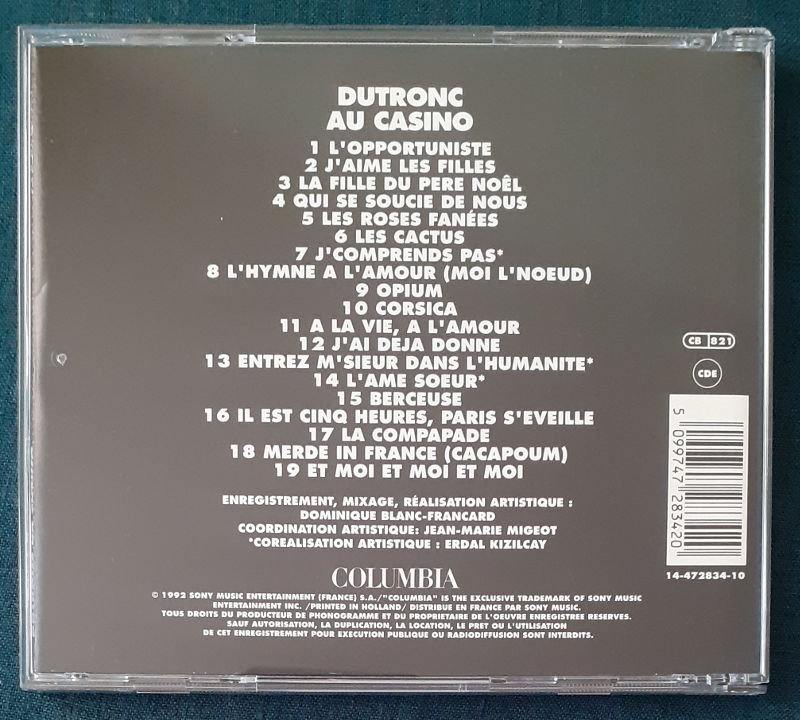 DUTRONC
AU CASINO
1 L'OPPORTUNISTE
2 J'AIME LES FILLES
3 LA FILLE DU PERE NOËL
4 QUI SE SOUCIE DE NOUS
5 LES ROSES FANÉES
6 LES CACTUS
7 J'COMPRENDS PAS*
8 L'HYMNE A L'AMOUR (MOI L'NOEUD)
9 OPIUM
10 CORSICA
11 A LA VIE, A L'AMOUR
12 J'AI DEJA DONNE
13 ENTREZ M'SIEUR DANS L'HUMANITE*
14 L'AME SOEUR*
15 BERCEUSE
16 IL EST CINQ HEURES, PARIS S'EVEILLE
17 LA COMPAPADE
18 MERDE IN FRANCE (CACAPOUM)
19 ET MOI ET MOI ET MOI
ENREGISTREMENT, MIXAGE, RÉALISATION ARTISTIQUE :
DOMINIQUE BLANC-FRANCARD
COORDINATION ARTISTIQUE: JEAN-MARIE MIGEOT
*COREALISATION ARTISTIQUE : ERDAL KIZILCAY
COLUMBIA
© 1992 SONY MUSIC ENTERTAINMENT (FRANCE) S.A./"COLUMBIA" IS THE EXCLUSIVE TRADEMARK OF SONY MUSIC
ENTERTAINMENT INC. /PRINTED IN HOLLAND/ DISTRIBUE EN FRANCE PAR SONY MUSIC.
TOUS DROITS DU PRODUCTEUR DE PHONOGRAMME ET DU PROPRIETAIRE DE L'OEUVRE ENREGISTREE RESERVES.
SAUF AUTORISATION, LA DUPLICATION, LA LOCATION, LE PRET OU L'UTILISATION
DE CET ENREGISTREMENT POUR EXECUTION PUBLIQUE OU RADIODIFFUSION SONT INTERDITS.
CB 821
CDE
5 099747 283420
14-472834-10